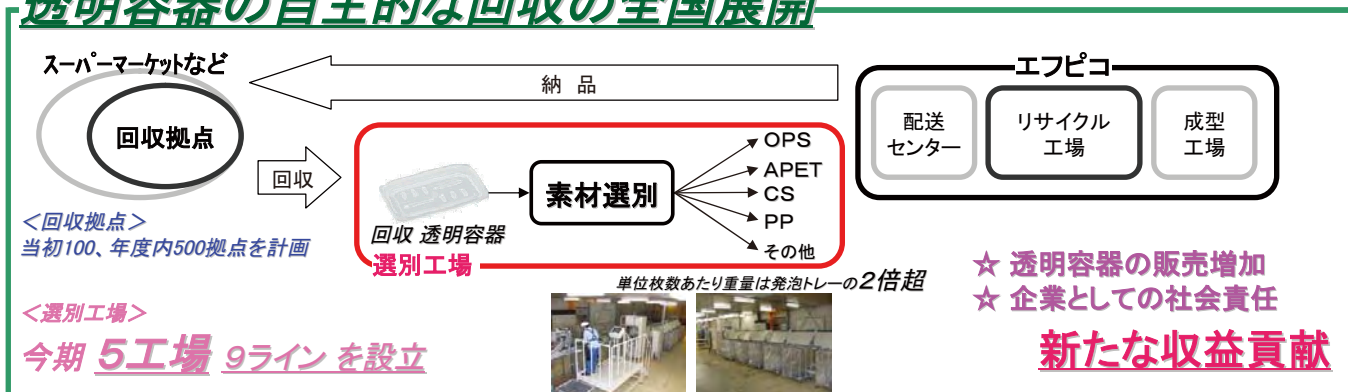 透明容器の自主的な回収の全国展開
スーパーマーケットなど
回収拠点
納 品
エフピコ
配送
センター
リサイクル
工場
成型
工場
回収
回収 透明容器
素材選別
OPS
APET
CS
PP
その他
選別工場
＜回収拠点＞
当初100、年度内500拠点を計画
単位枚数あたり重量は発泡トレーの2倍超
＜選別工場＞
今期 5工場 9ライン を設立
☆ 透明容器の販売増加
☆ 企業としての社会責任
新たな収益貢献